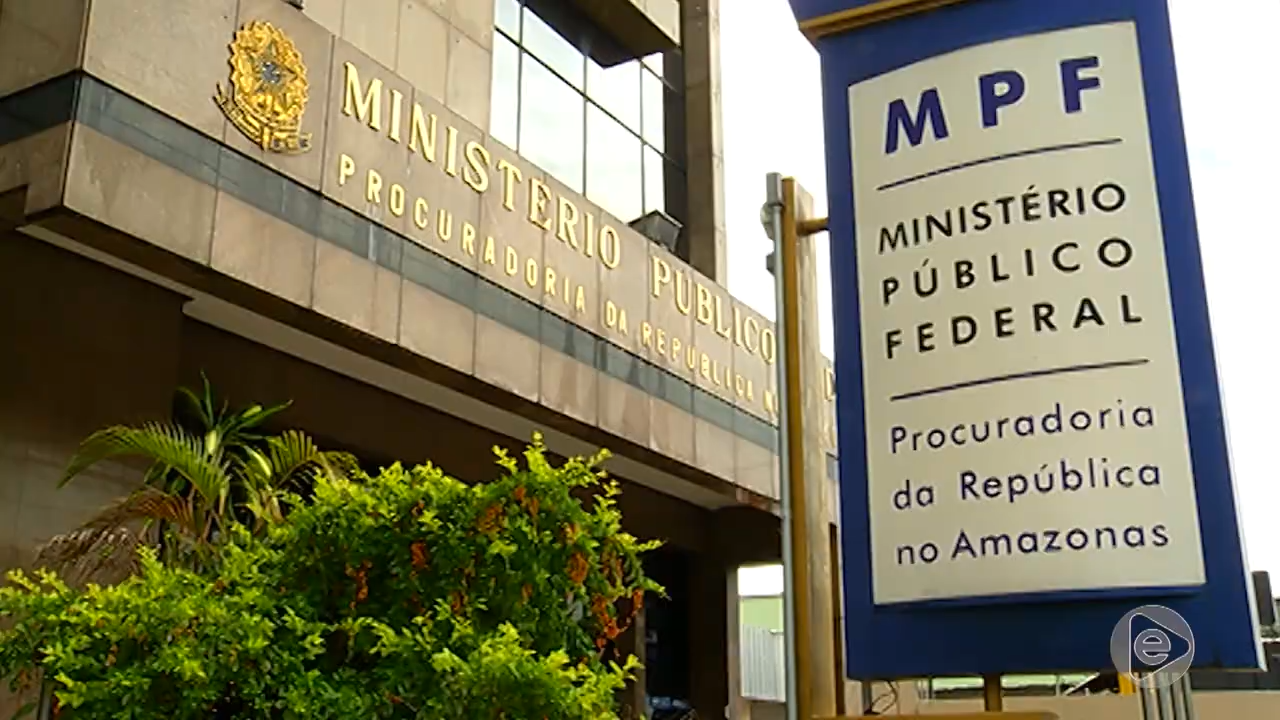 MINISTÉRIO PÚBLICO
PROCURADORIA DA REPÚBLICA
MPF
MINISTÉRIO
PÚBLICO
FEDERAL
Procuradoria
da República
no Amazonas
e